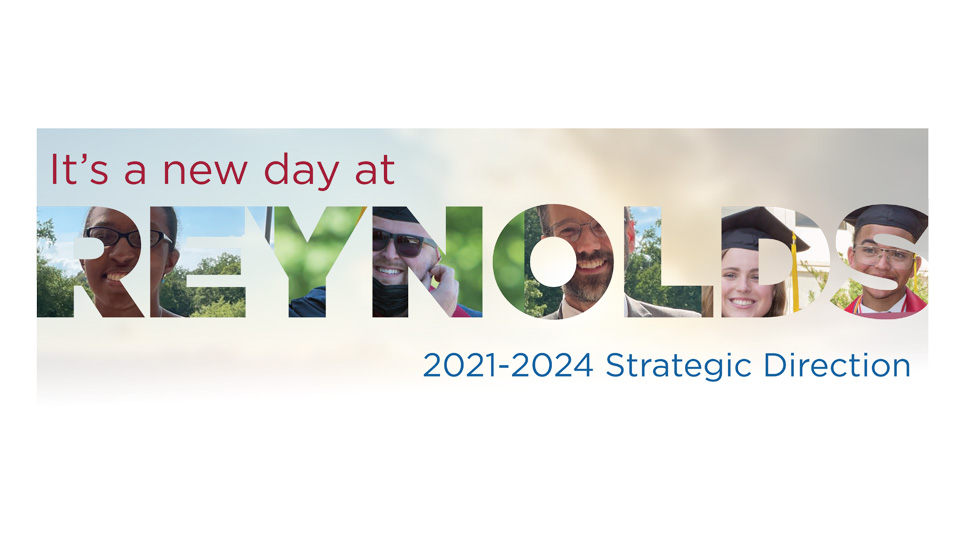 It’s a new day at
REYNOLDS
2021-2024 Strategic Direction